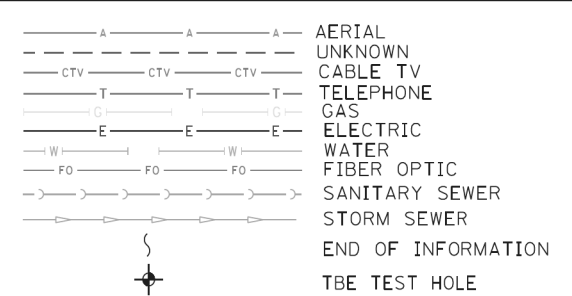 A A A AERIAL
UNKNOWN
CTV CTV CTV CABLE TV
T T T TELEPHONE
G G GAS
E E E ELECTRIC
W W WATER
FO FO FO FIBER OPTIC
SANITARY SEWER
STORM SEWER
END OF INFORMATION
TBE TEST HOLE